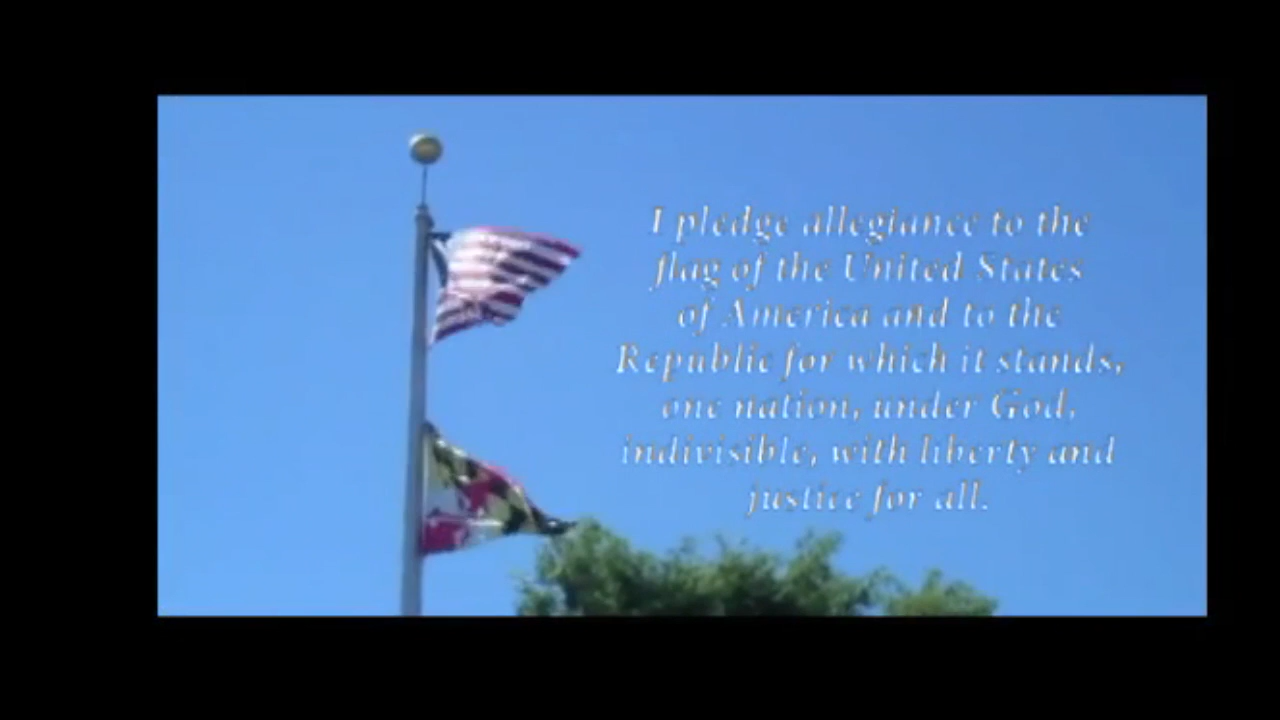 I pledge allegiance to the
flag of the United States
of America and to the
Republic for which it stands,
one nation, under God,
indivisible, with liberty and
justice for all.